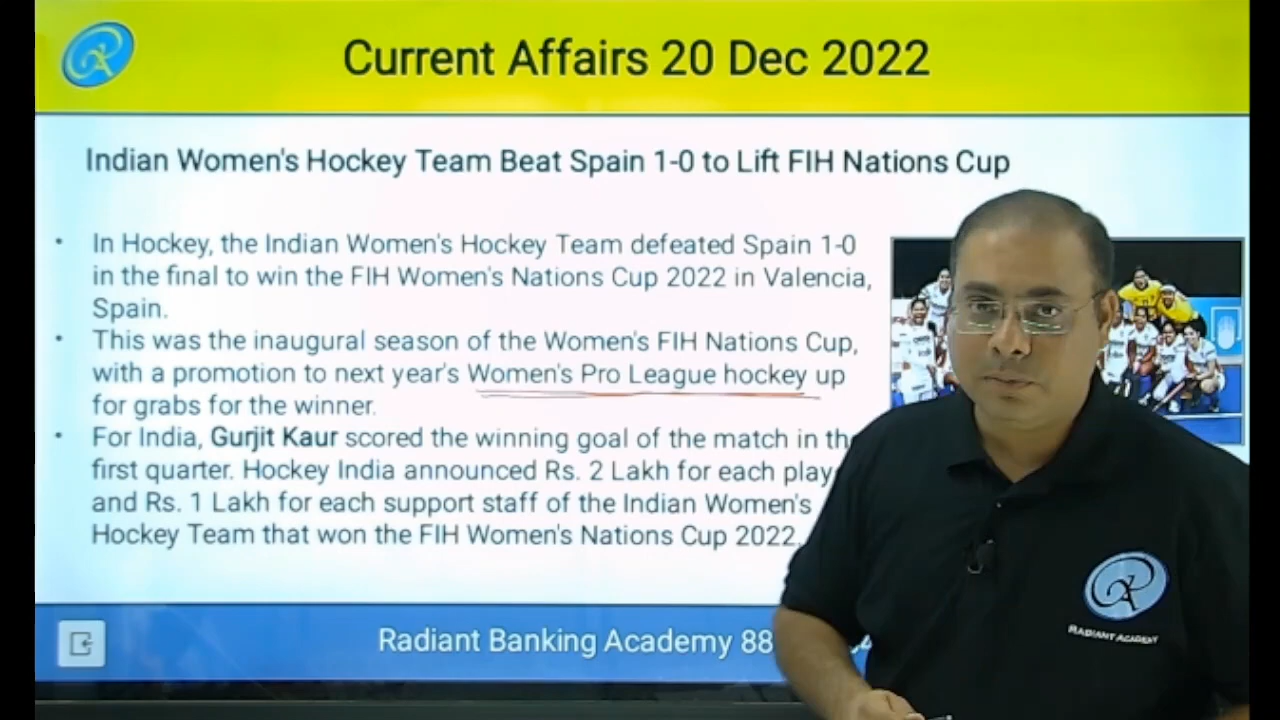 Current Affairs 20 Dec 2022
Indian Women's Hockey Team Beat Spain 1-0 to Lift FIH Nations Cup
• In Hockey, the Indian Women's Hockey Team defeated Spain 1-0
in the final to win the FIH Women's Nations Cup 2022 in Valencia,
Spain.
• This was the inaugural season of the Women's FIH Nations Cup,
with a promotion to next year's Women's Pro League hockey up
for grabs for the winner.
• For India, Gurjit Kaur scored the winning goal of the match in the
first quarter. Hockey India announced Rs. 2 Lakh for each play
and Rs. 1 Lakh for each support staff of the Indian Women's
Hockey Team that won the FIH Women's Nations Cup 2022.
Radiant Banking Academy 88
RADIANT ACADEMY